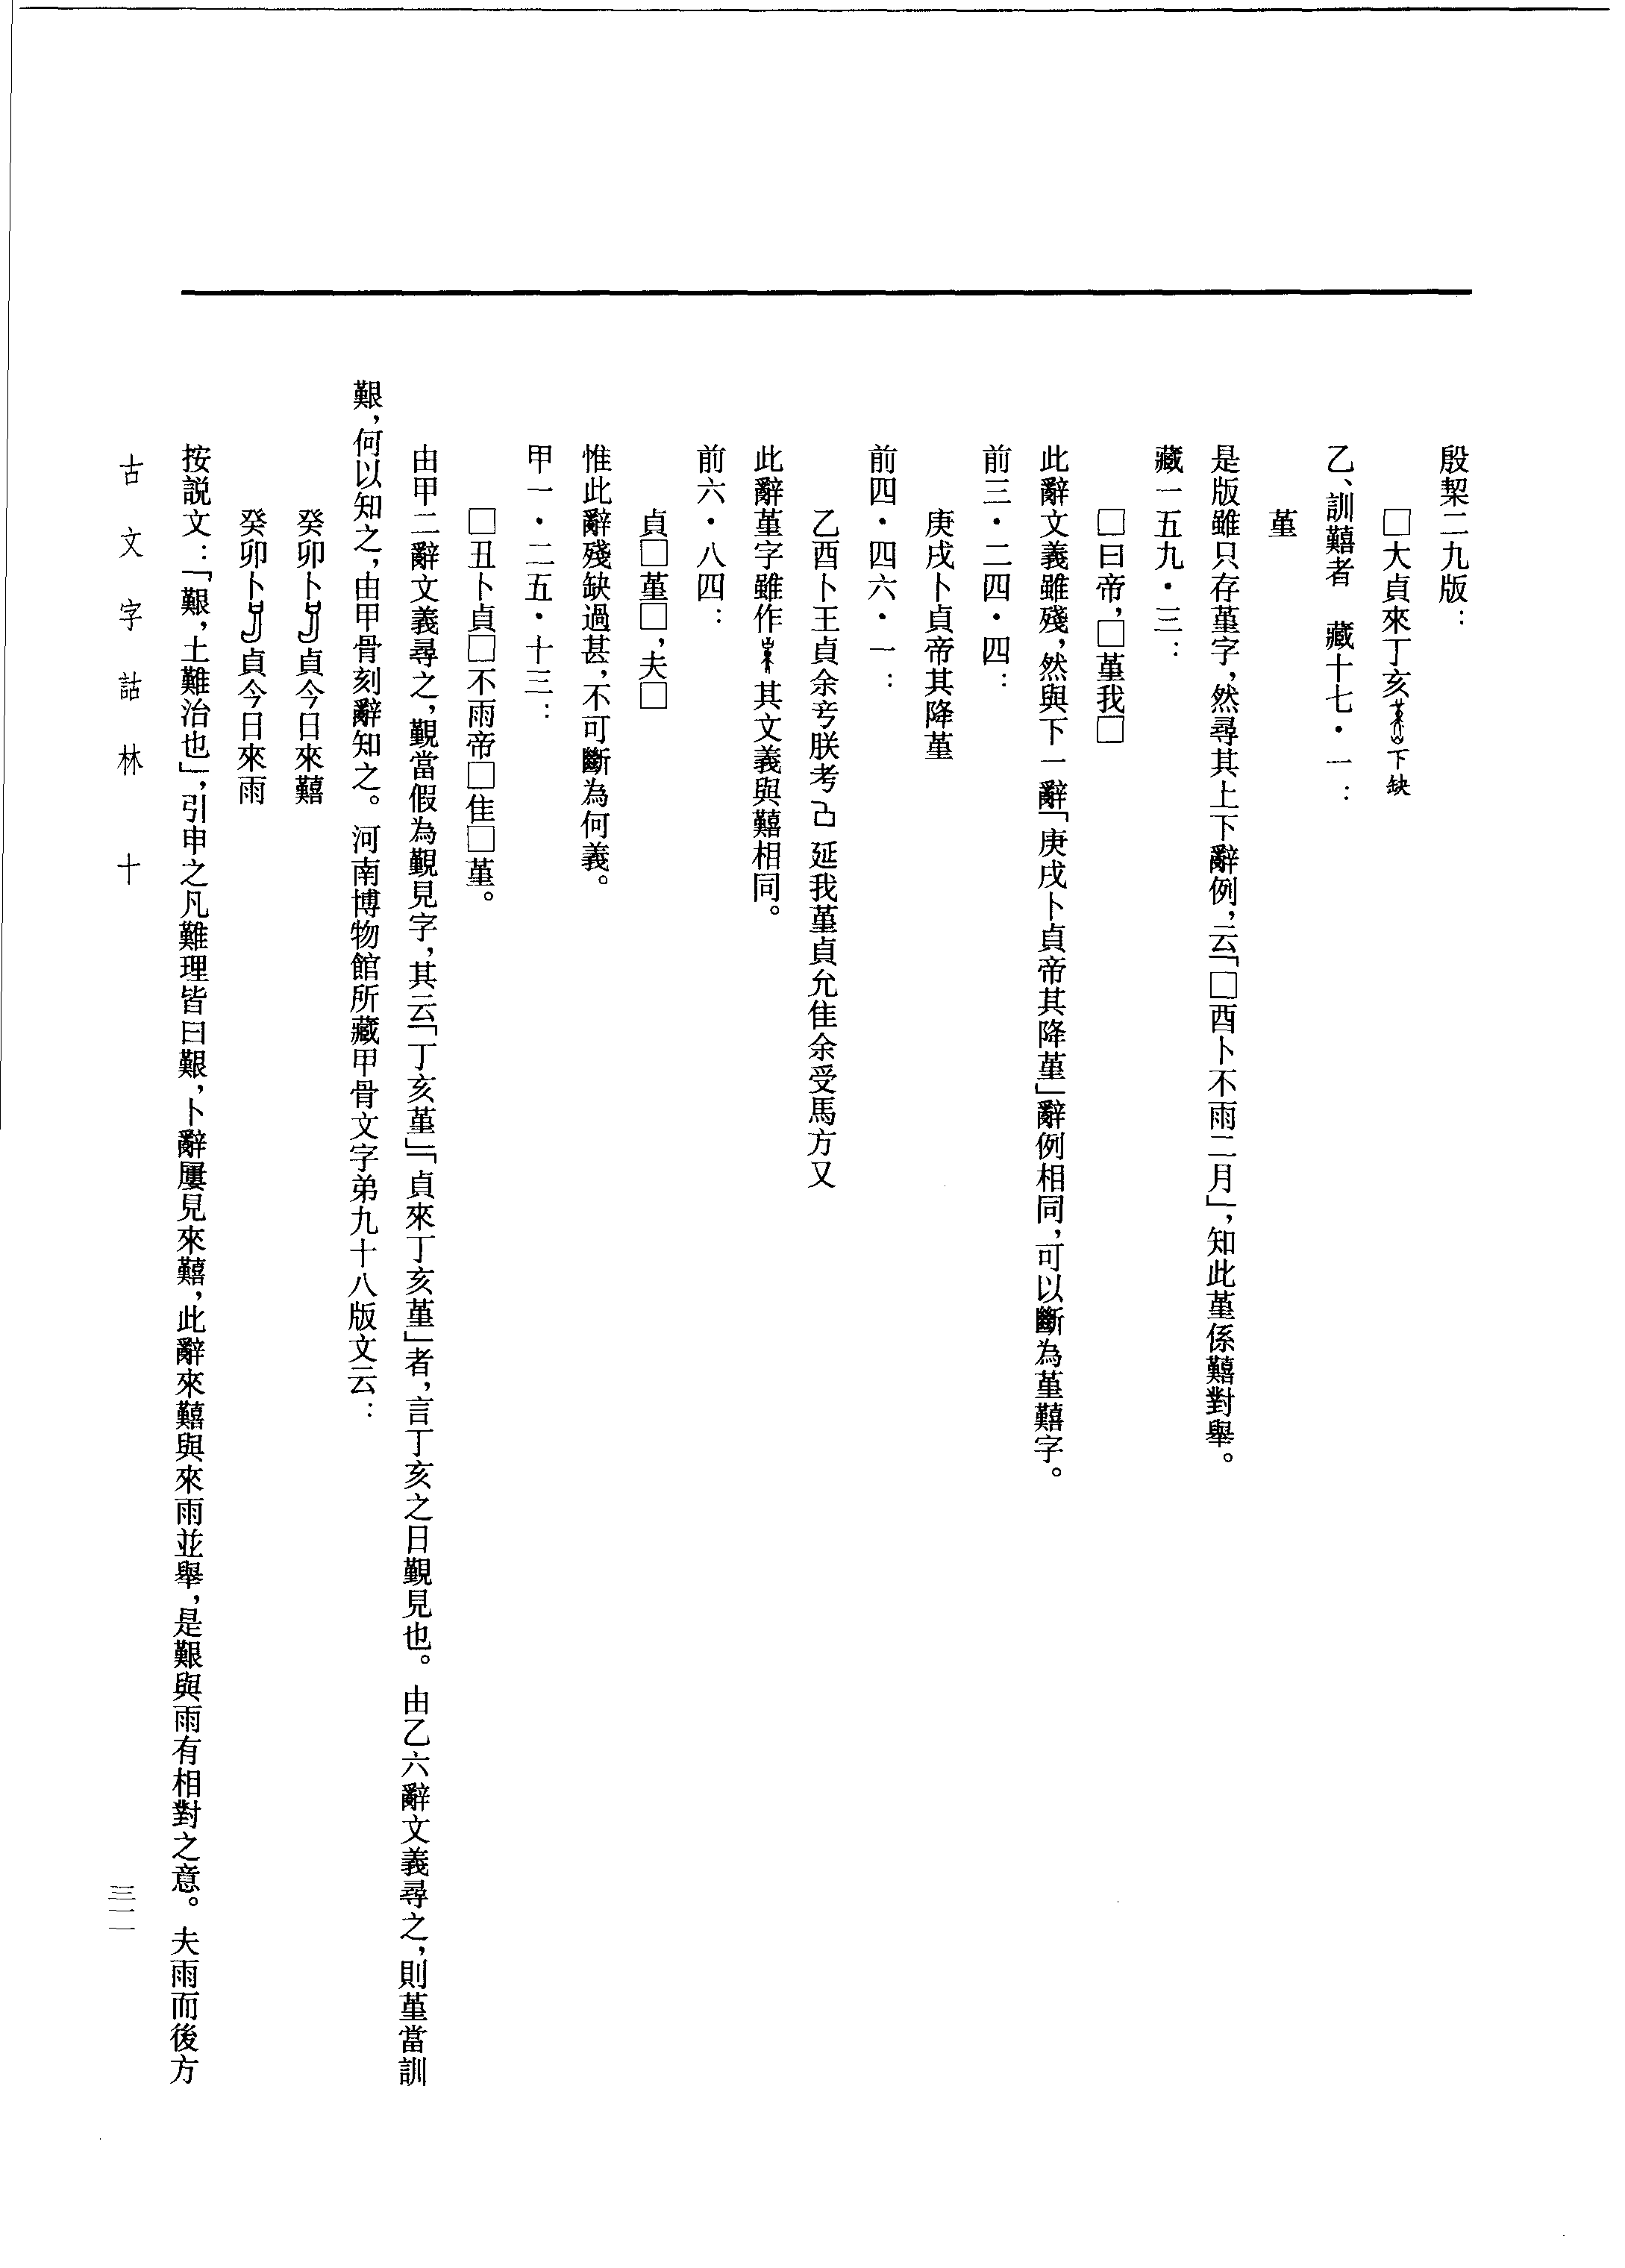 殷栔二九版：
□大貞來丁亥下缺
乙、訓囏者　藏十七·一：
堇
是版雖只存堇字，然尋其上下辭例，云「□酉卜不雨二月」，知此堇係囏對舉。
藏一五九·三：
□曰帝，□堇我□
此辭文義雖殘，然與下一辭「庚戌卜貞帝其降堇」辭例相同，可以斷為堇囏字。
前三·二四·四：
庚戌卜貞帝其降堇
前四·四六·一：
乙酉卜王貞余朕考延我堇貞允隹余受馬方又
此辭堇字雖作其文義與囏相同。
前六·八四：
貞□堇□，夫□
惟此辭殘缺過甚，不可斷為何義。
甲一·二五·十三：
□丑卜貞□不雨帝□隹□堇。
由甲二辭文義尋之，覲當假為覲見字，其云「丁亥堇」「貞來丁亥堇」者，言丁亥之日覲見也。由乙六辭文義尋之，則堇當訓
艱，何以知之，由甲骨刻辭知之。河南博物館所藏甲骨文字弟九十八版文云：
癸卯卜貞今日來囏
癸卯卜貞今日來雨
按説文：「艱，土難治也」，引申之凡難理皆曰艱，卜辭屢見來囏，此辭來囏與來雨並舉，是艱與雨有相對之意。夫雨而後方
古文字詁林　十
三一一